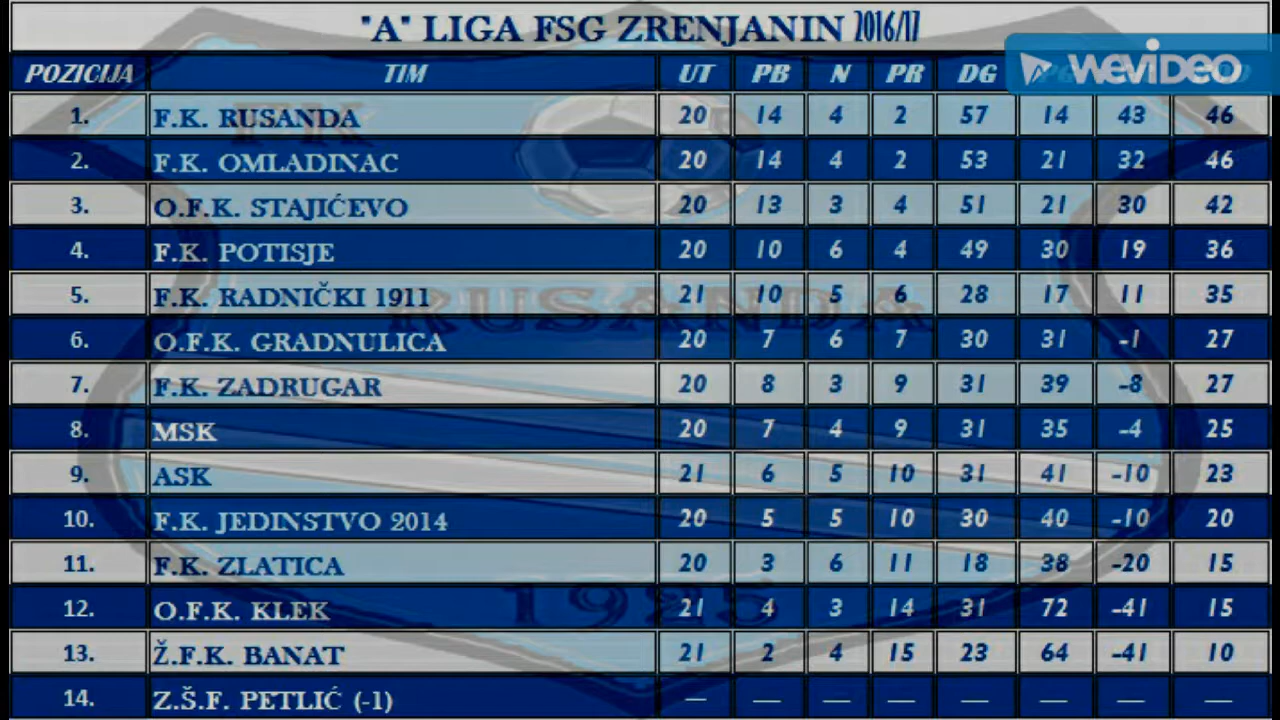 "A" LIGA FSG ZRENJANIN 2016/17
POZICIJA TIM UT PB N PR DG
WEVIDEO
1. F.K. RUSANDA 20 14 4 2 57 14 43 46
2. F.K. OMLADINAC 20 14 4 2 53 21 32 46
3. O.F.K. STAJIĆEVO 20 13 3 4 51 21 30 42
4. F.K. POTISJE 20 10 6 4 49 30 19 36
5. F.K. RADNIČKI 1911 21 10 5 6 28 17 11 35
6. O.F.K. GRADNULICA 20 7 6 7 30 31 -1 27
7. F.K. ZADRUGAR 20 8 3 9 31 39 -8 27
8. MSK 20 7 4 9 31 35 -4 25
9. ASK 21 6 5 10 31 41 -10 23
10. F.K. JEDINSTVO 2014 20 5 5 10 30 40 -10 20
11. F.K. ZLATICA 20 3 6 11 18 38 -20 15
12. O.F.K. KLEK 21 4 3 14 31 72 -41 15
13. Ž.F.K. BANAT 21 2 4 15 23 64 -41 10
14. Z.Š.F. PETLIĆ (-1) — — — — — — — —
FK
RUSANDA
1925